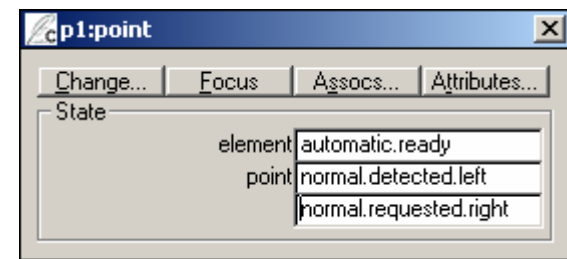 p1:point
Change... Focus Assocs... Attributes...
State
element automatic.ready
point normal.detected.left
normal.requested.right